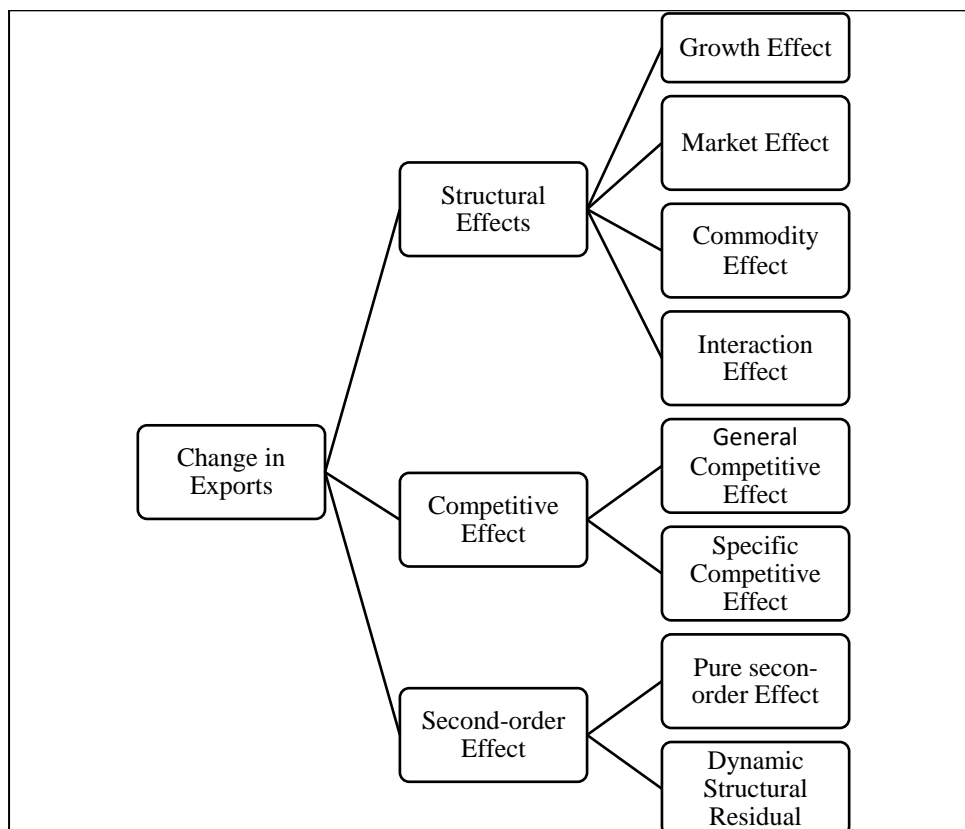 Growth Effect
Market Effect
Structural
Effects
Commodity
Effect
Interaction
Effect
Change in
Exports
General
Competitive
Effect
Competitive
Effect
Specific
Competitive
Effect
Pure secon-
order Effect
Second-order
Effect
Dynamic
Structural
Residual